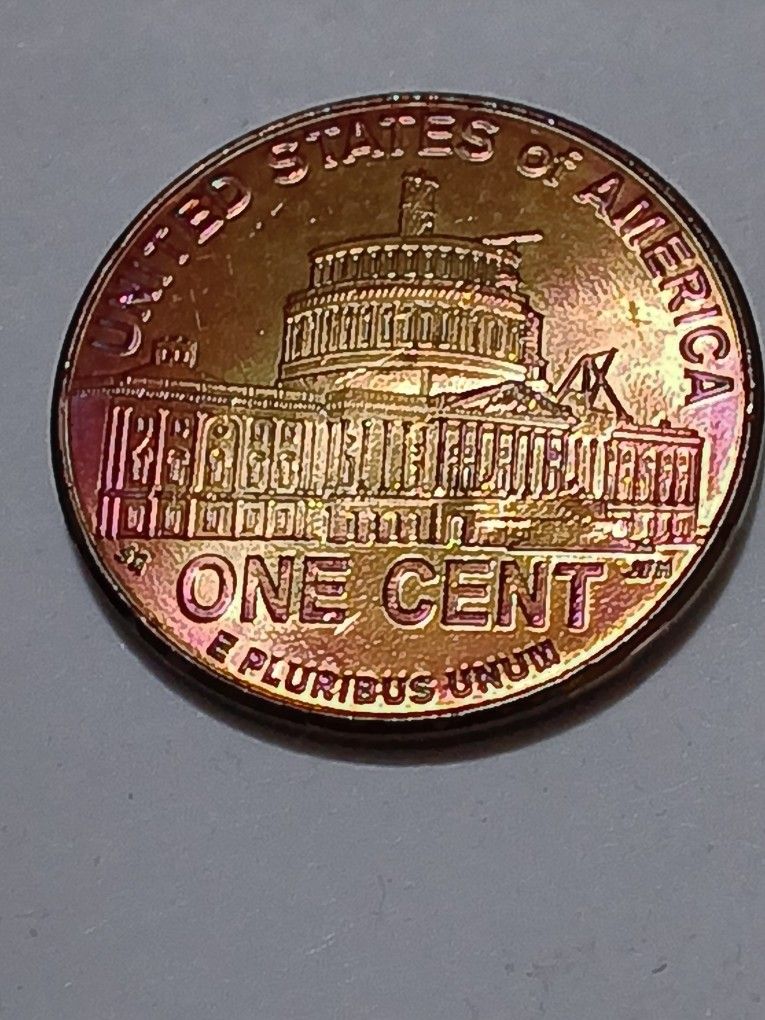 UNITED STATES of AMERICA
ONE CENT
E PLURIBUS UNUM